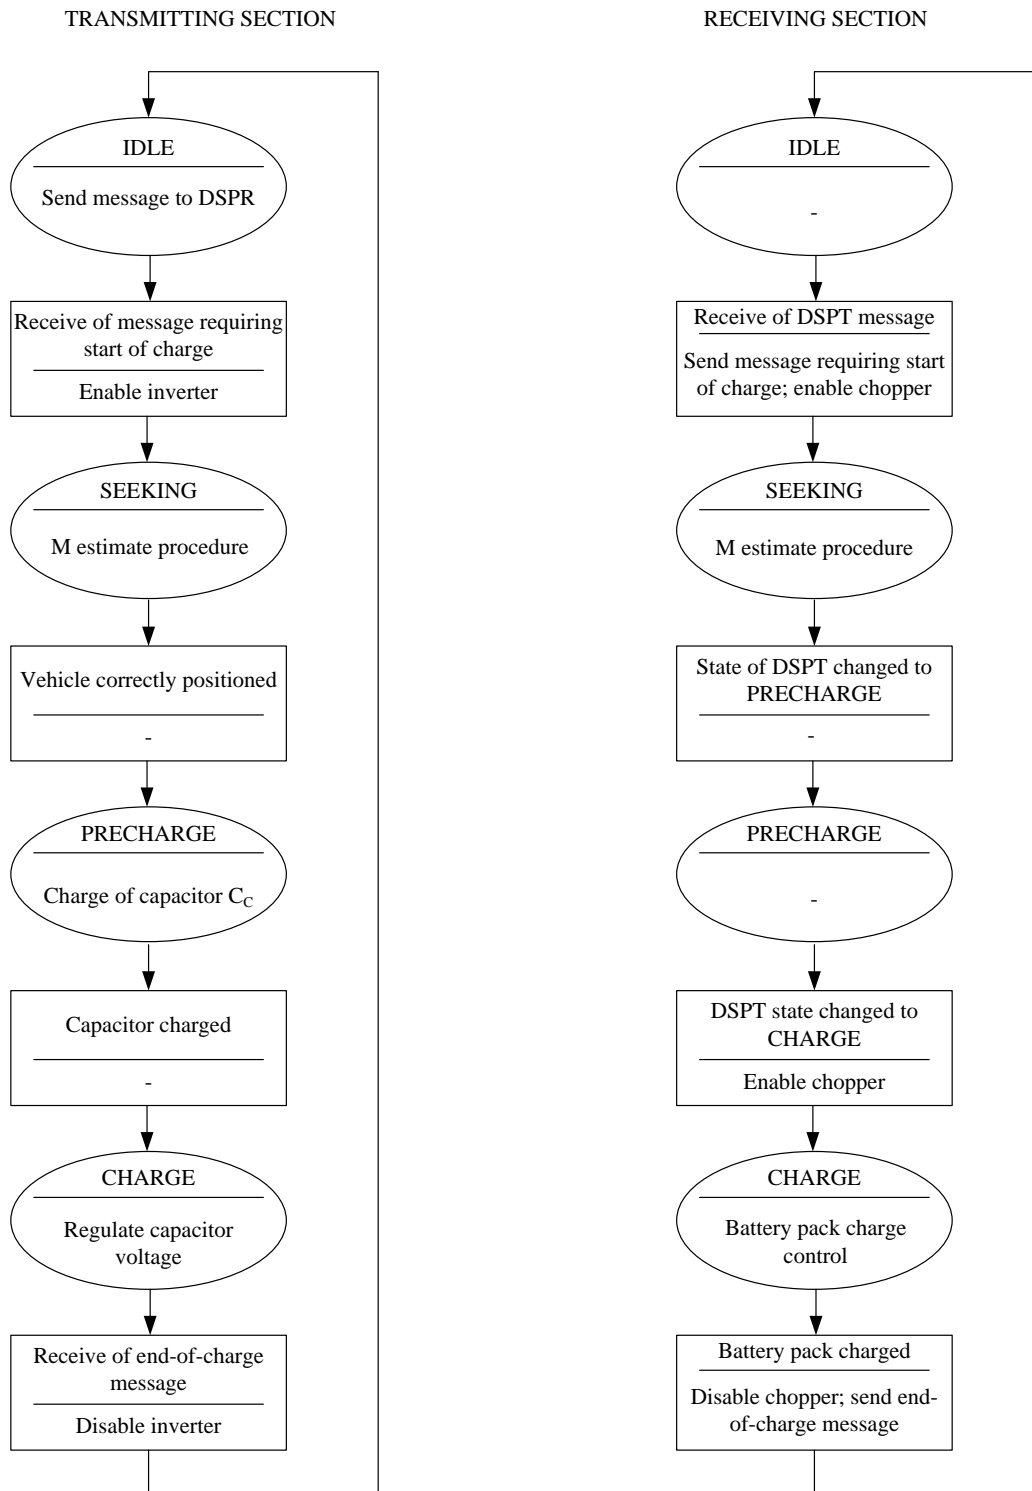 TRANSMITTING SECTION
IDLE
Send message to DSPR
Receive of message requiring
start of charge
Enable inverter
SEEKING
M estimate procedure
Vehicle correctly positioned
-
PRECHARGE
Charge of capacitor C_C
Capacitor charged
-
CHARGE
Regulate capacitor
voltage
Receive of end-of-charge
message
Disable inverter
RECEIVING SECTION
IDLE
-
Receive of DSPT message
Send message requiring start
of charge; enable chopper
SEEKING
M estimate procedure
State of DSPT changed to
PRECHARGE
-
PRECHARGE
-
DSPT state changed to
CHARGE
Enable chopper
CHARGE
Battery pack charge
control
Battery pack charged
Disable chopper; send end-
of-charge message